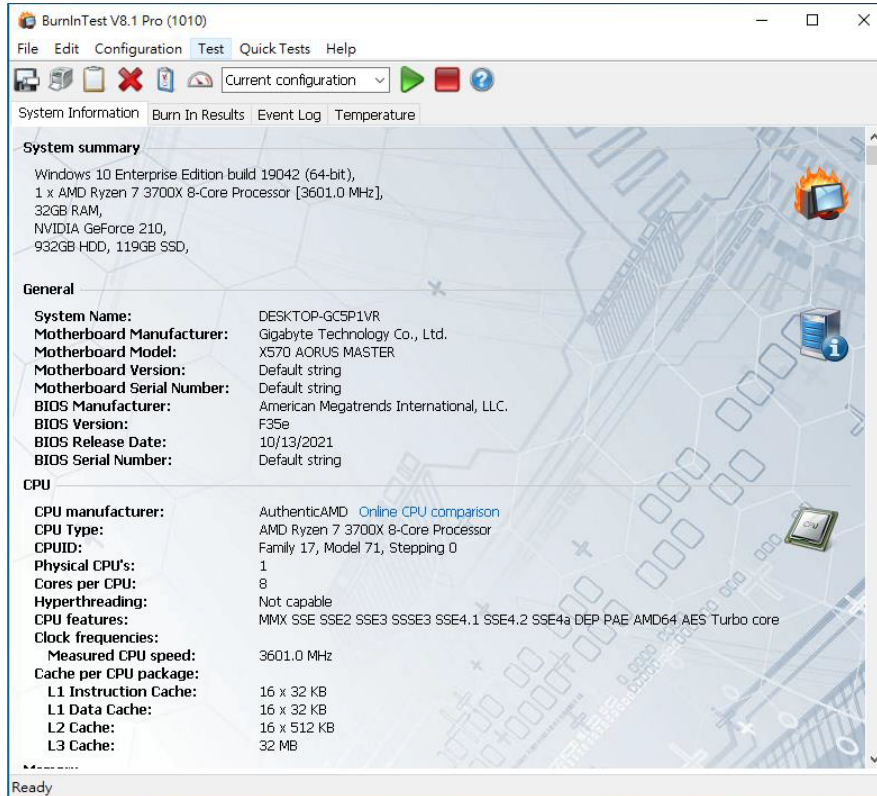 BurnInTest V8.1 Pro (1010)
File Edit Configuration Test Quick Tests Help
Current configuration
System Information Burn In Results Event Log Temperature
System summary
Windows 10 Enterprise Edition build 19042 (64-bit),
1 x AMD Ryzen 7 3700X 8-Core Processor [3601.0 MHz],
32GB RAM,
NVIDIA GeForce 210,
932GB HDD, 119GB SSD,
General
System Name: DESKTOP-GC5P1VR
Motherboard Manufacturer: Gigabyte Technology Co., Ltd.
Motherboard Model: X570 AORUS MASTER
Motherboard Version: Default string
Motherboard Serial Number: Default string
BIOS Manufacturer: American Megatrends International, LLC.
BIOS Version: F35e
BIOS Release Date: 10/13/2021
BIOS Serial Number: Default string
CPU
CPU manufacturer: AuthenticAMD Online CPU comparison
CPU Type: AMD Ryzen 7 3700X 8-Core Processor
CPUID: Family 17, Model 71, Stepping 0
Physical CPU's: 1
Cores per CPU: 8
Hyperthreading: Not capable
CPU features: MMX SSE SSE2 SSE3 SSSE3 SSE4.1 SSE4.2 SSE4a DEP PAE AMD64 AES Turbo core
Clock frequencies:
Measured CPU speed: 3601.0 MHz
Cache per CPU package:
L1 Instruction Cache: 16 x 32 KB
L1 Data Cache: 16 x 32 KB
L2 Cache: 16 x 512 KB
L3 Cache: 32 MB
Ready